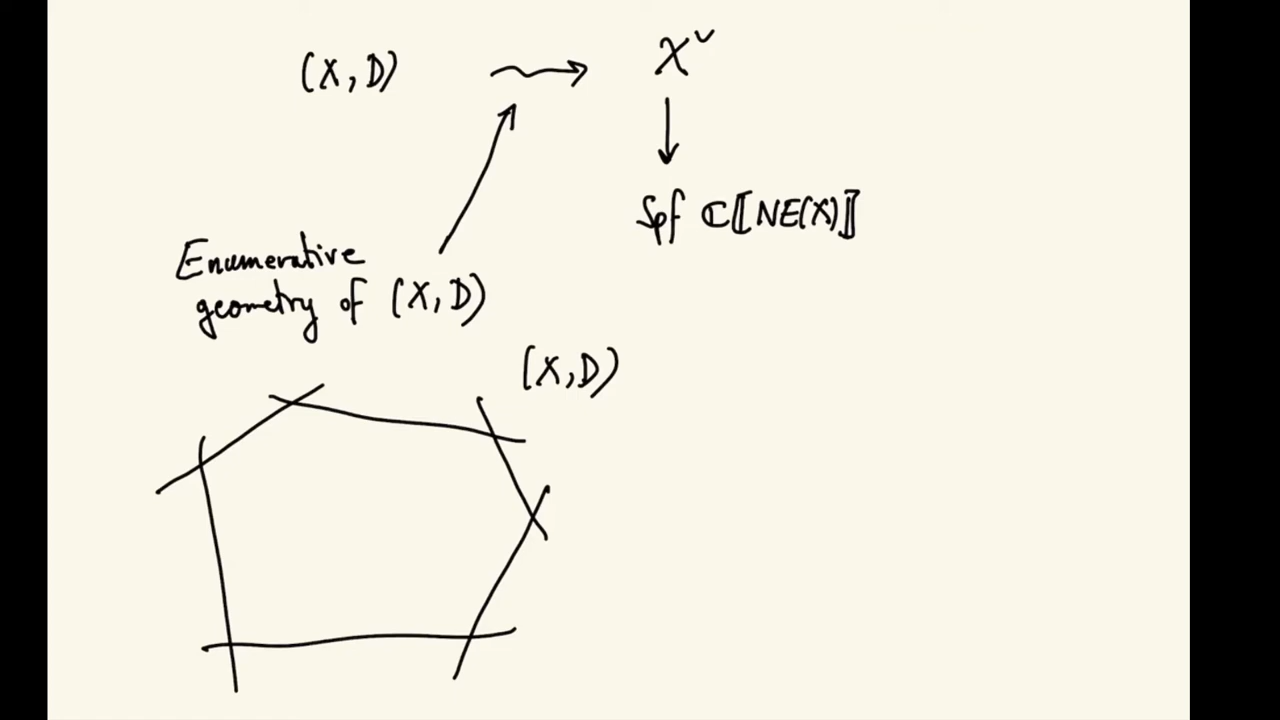 (X, D) ⇝ X^∨
↓
Spf ℂ⟦NE(X)⟧
Enumerative
geometry of (X, D)
(X, D)